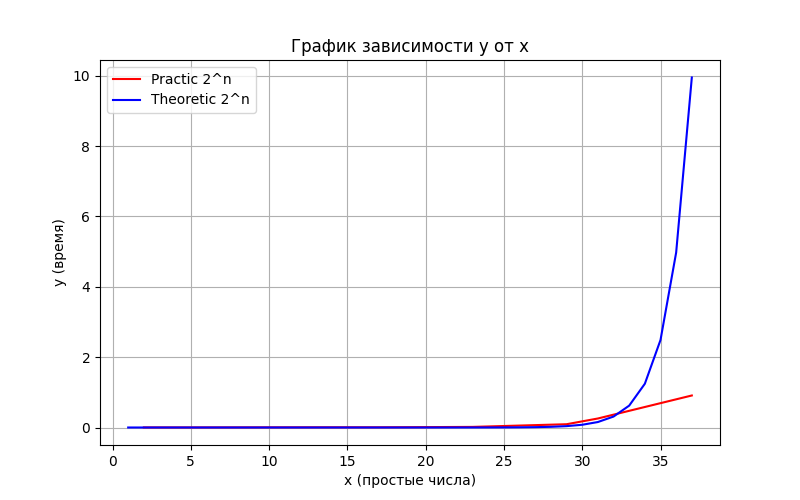 График зависимости y от x
Practic 2^n
Theoretic 2^n
y (время)
10
8
6
4
2
0
0 5 10 15 20 25 30 35
x (простые числа)